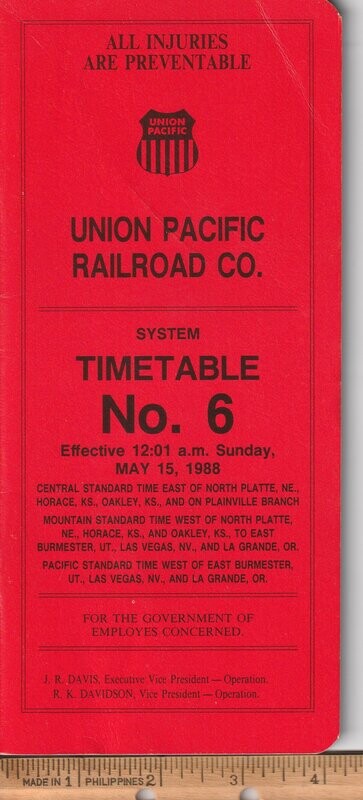 ALL INJURIES
ARE PREVENTABLE
UNION
PACIFIC
UNION PACIFIC
RAILROAD CO.
SYSTEM
TIMETABLE
No. 6
Effective 12:01 a.m. Sunday,
MAY 15, 1988
CENTRAL STANDARD TIME EAST OF NORTH PLATTE, NE.,
HORACE, KS., OAKLEY, KS., AND ON PLAINVILLE BRANCH
MOUNTAIN STANDARD TIME WEST OF NORTH PLATTE,
NE., HORACE, KS., AND OAKLEY, KS. TO EAST
BURMESTER, UT., LAS VEGAS, NV., AND LA GRANDE, OR.
PACIFIC STANDARD TIME WEST OF EAST BURMESTER,
UT., LAS VEGAS, NV., AND LA GRANDE, OR.
FOR THE GOVERNMENT OF
EMPLOYES CONCERNED.
J. R. DAVIS, Executive Vice President — Operation.
R. K. DAVIDSON, Vice President — Operation.
MADE IN 1 PHILIPPINES 2 3 4